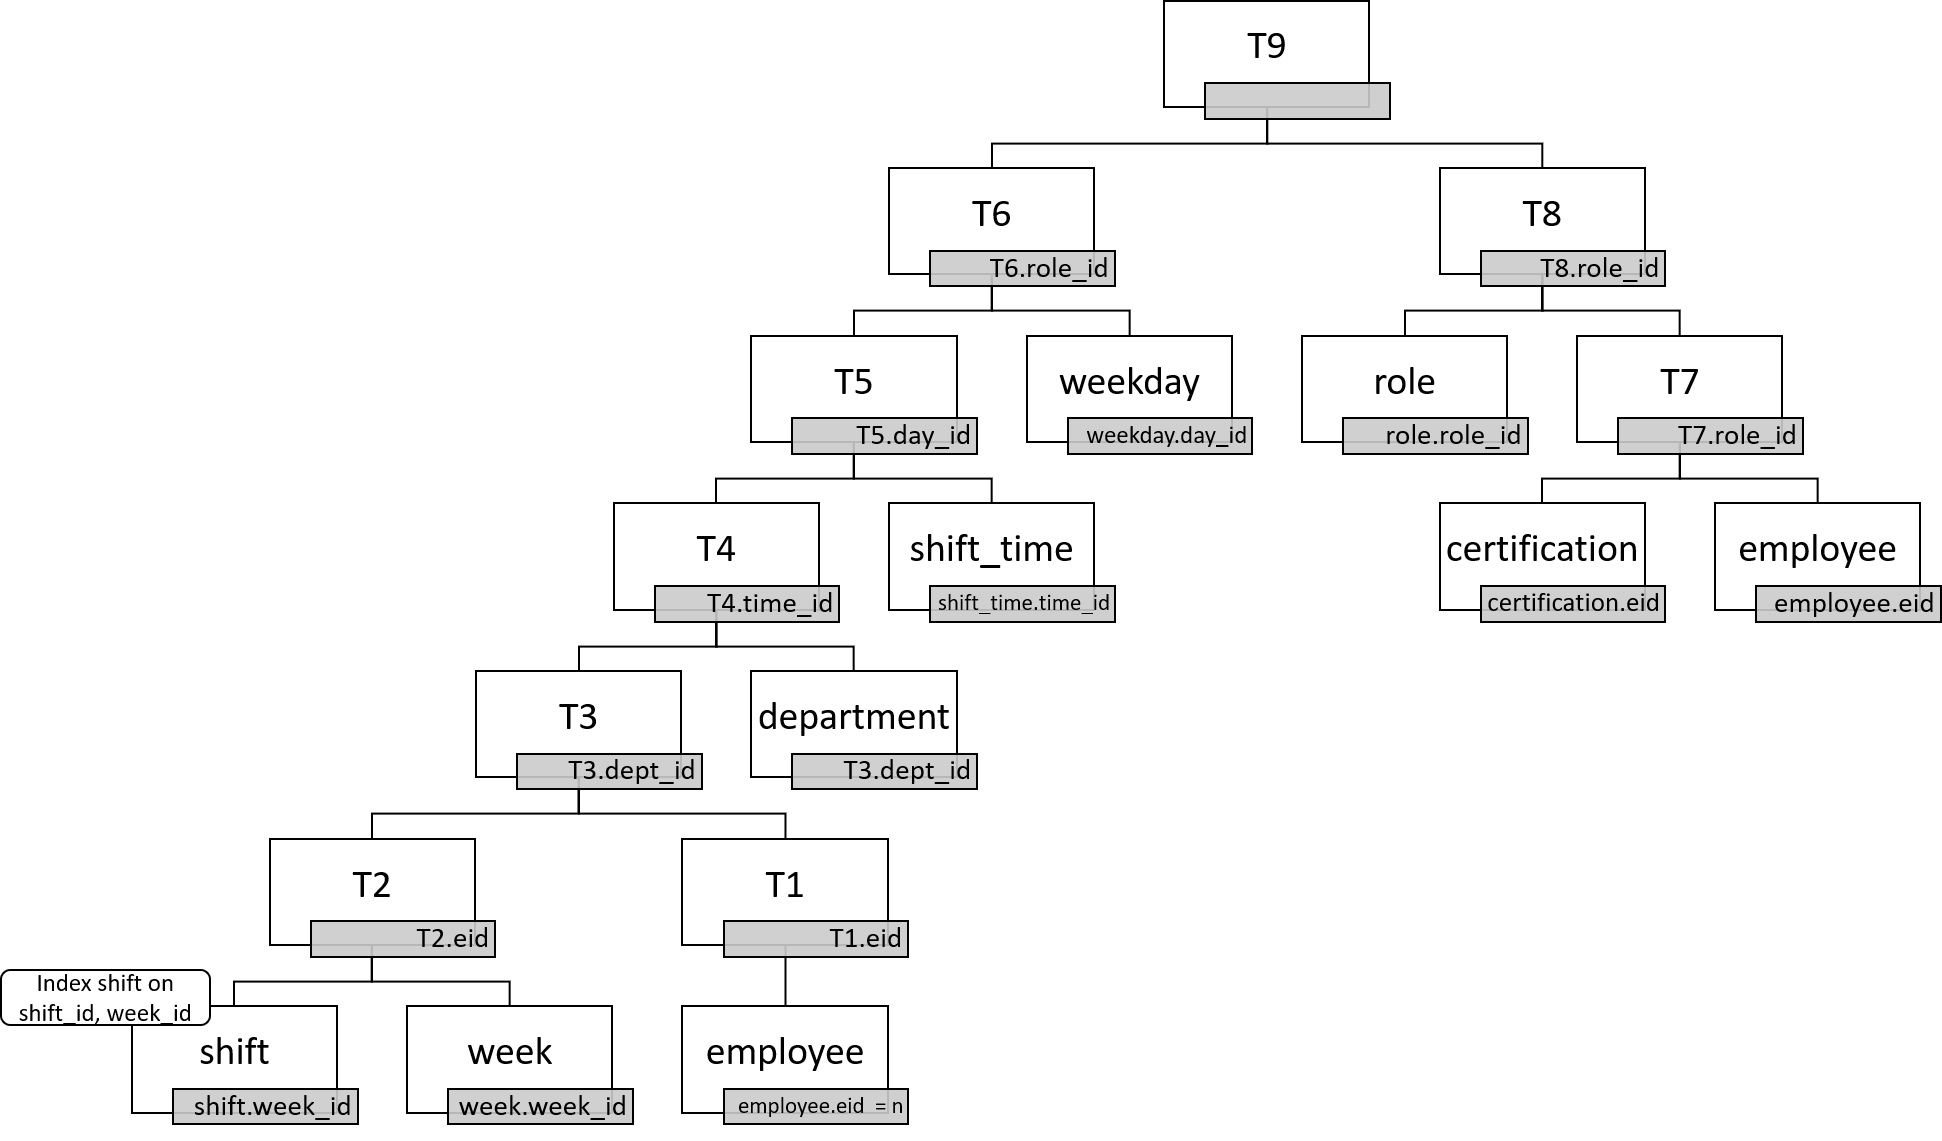 T9
T6
T6.role_id
T8
T8.role_id
T5
T5.day_id
weekday
weekday.day_id
role
role.role_id
T7
T7.role_id
T4
T4.time_id
shift_time
shift_time.time_id
certification
certification.eid
employee
employee.eid
T3
T3.dept_id
department
T3.dept_id
T2
T2.eid
T1
T1.eid
Index shift on
shift_id, week_id
shift
shift.week_id
week
week.week_id
employee
employee.eid = n